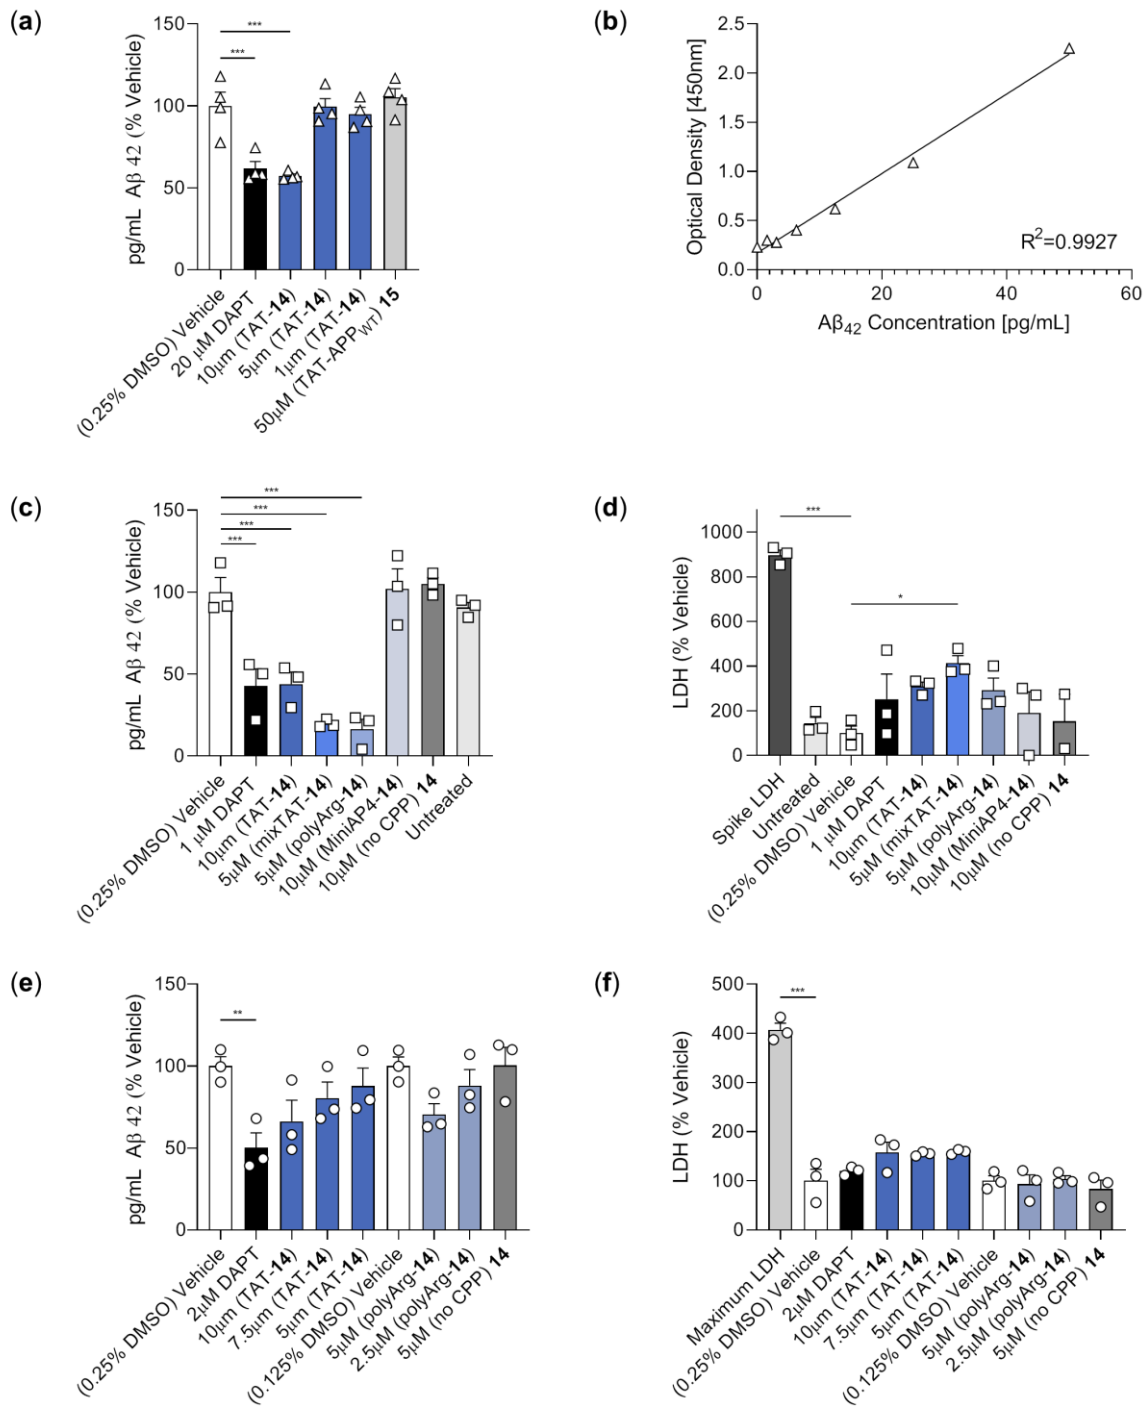 (a)
pg/mL Aβ 42 (% Vehicle)
150
100
50
0
***
***
(0.25% DMSO) Vehicle
20 μM DAPT
10μm (TAT-14)
5μm (TAT-14)
1μm (TAT-14)
50μM (TAT-APPWT) 15
(b)
Optical Density [450nm]
2.5
2.0
1.5
1.0
0.5
0.0
R2=0.9927
0
20
40
60
Aβ42 Concentration [pg/mL]
(c)
pg/mL Aβ 42 (% Vehicle)
150
100
50
0
***
***
***
***
(0.25% DMSO) Vehicle
1 μM DAPT
10μm (TAT-14)
5μM (mixTAT-14)
5μM (polyArg-14)
10μM (MiniAP4-14)
10μM (no CPP) 14
Untreated
(d)
LDH (% Vehicle)
1000
800
600
400
200
0
***
*
Spike LDH
Untreated
(0.25% DMSO) Vehicle
1 μM DAPT
10μm (TAT-14)
5μM (mixTAT-14)
5μM (polyArg-14)
10μM (MiniAP4-14)
10μM (no CPP) 14
(e)
pg/mL Aβ 42 (% Vehicle)
150
100
50
0
**
(0.25% DMSO) Vehicle
2μM DAPT
10μm (TAT-14)
7.5μm (TAT-14)
5μm (TAT-14)
(0.125% DMSO) Vehicle
5μM (polyArg-14)
2.5μM (polyArg-14)
5μM (no CPP) 14
(f)
LDH (% Vehicle)
500
400
300
200
100
0
***
Maximum LDH
(0.25% DMSO) Vehicle
2μM DAPT
10μm (TAT-14)
7.5μm (TAT-14)
5μm (TAT-14)
(0.125% DMSO) Vehicle
5μM (polyArg-14)
2.5μM (polyArg-14)
5μM (no CPP) 14